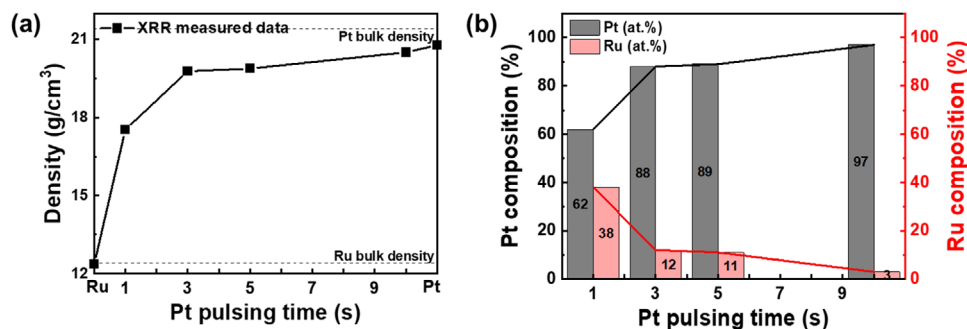 (a)
XRR measured data
Pt bulk density
21
18
15
12
Density (g/cm³)
Ru bulk density
Ru 1 3 5 7 9 Pt
Pt pulsing time (s)
(b)
Pt (at.%)
Ru (at.%)
100
80
60
40
20
0
Pt composition (%)
62
38
88
12
89
11
97
3
100
80
60
40
20
0
Ru composition (%)
1 3 5 7 9
Pt pulsing time (s)